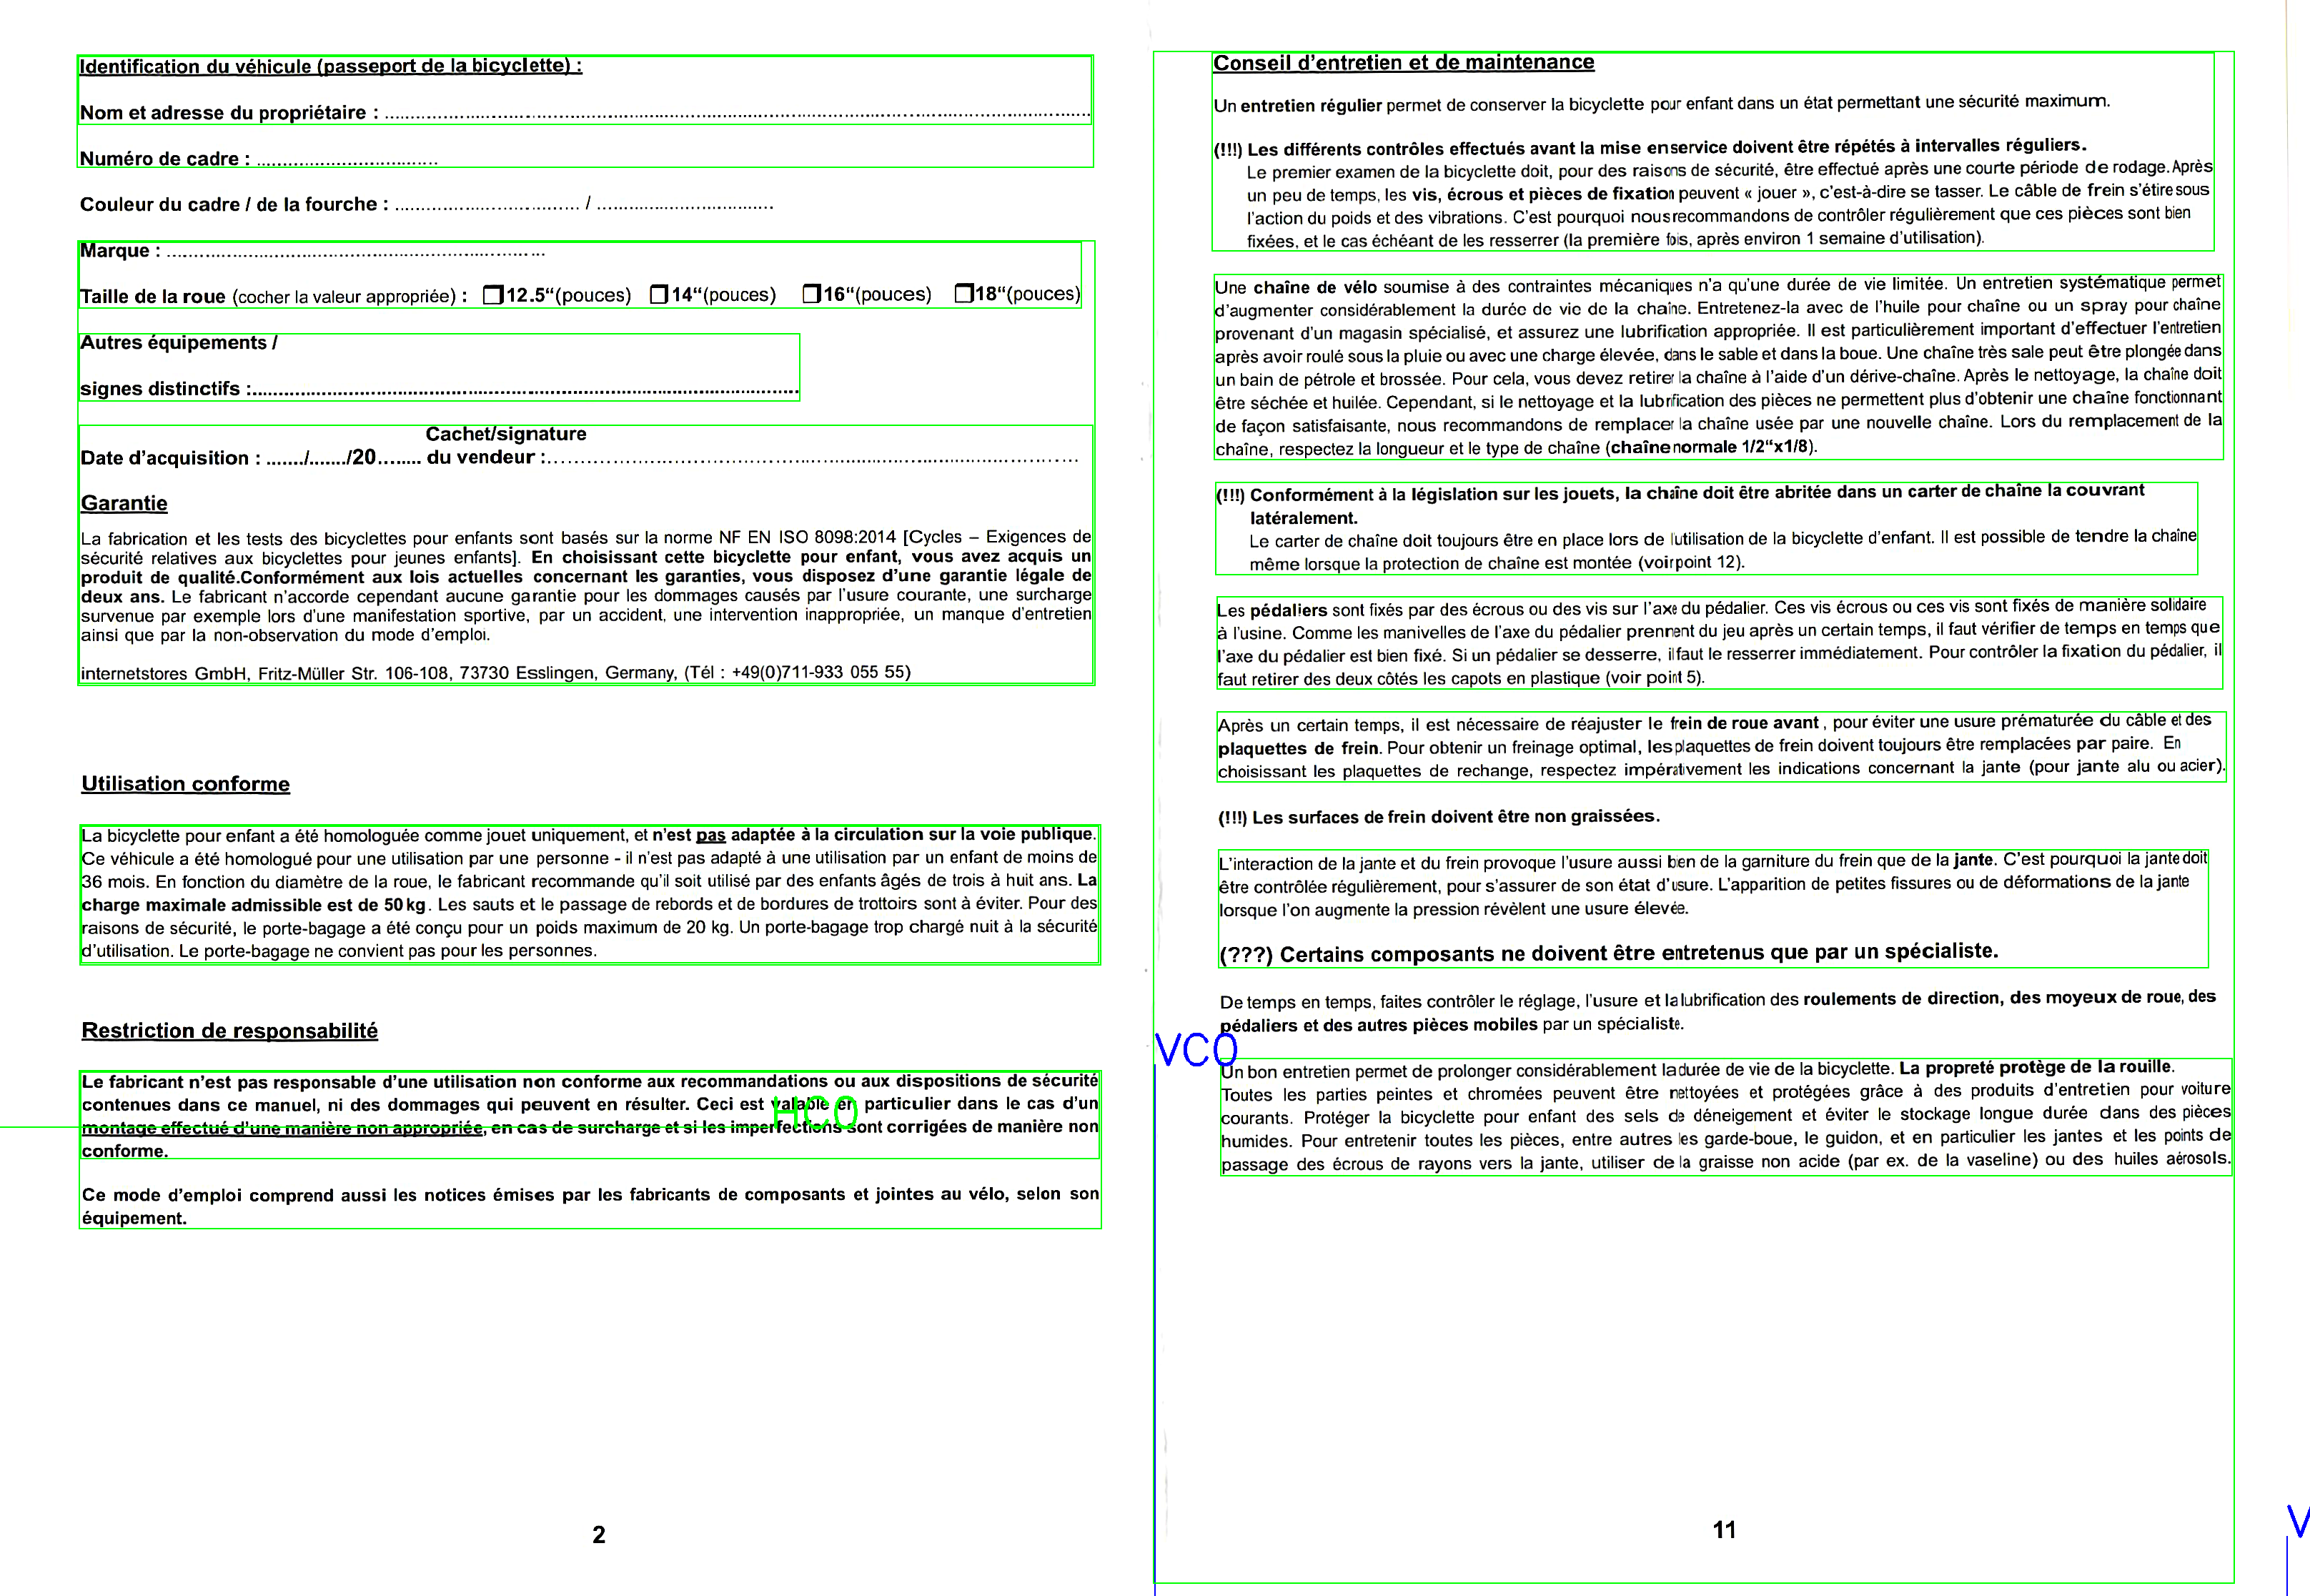 Identification du véhicule (passeport de la bicyclette) :
Nom et adresse du propriétaire : ..............................................................................................................................
Numéro de cadre : ................................
Couleur du cadre / de la fourche : ................................ / ...............................
Marque : ..................................................................
Taille de la roue (cocher la valeur appropriée) : ❒12.5“(pouces) ❒14“(pouces) ❒16“(pouces) ❒18“(pouces)
Autres équipements /
signes distinctifs :................................................................................................
Cachet/signature
Date d’acquisition : ......./......./20........ du vendeur :..............................................................................................
Garantie
La fabrication et les tests des bicyclettes pour enfants sont basés sur la norme NF EN ISO 8098:2014 [Cycles – Exigences de
sécurité relatives aux bicyclettes pour jeunes enfants]. En choisissant cette bicyclette pour enfant, vous avez acquis un
produit de qualité.Conformément aux lois actuelles concernant les garanties, vous disposez d’une garantie légale de
deux ans. Le fabricant n’accorde cependant aucune garantie pour les dommages causés par l’usure courante, une surcharge
survenue par exemple lors d’une manifestation sportive, par un accident, une intervention inappropriée, un manque d’entretien
ainsi que par la non-observation du mode d’emploi.
internetstores GmbH, Fritz-Müller Str. 106-108, 73730 Esslingen, Germany, (Tél : +49(0)711-933 055 55)
Utilisation conforme
La bicyclette pour enfant a été homologuée comme jouet uniquement, et n’est pas adaptée à la circulation sur la voie publique.
Ce véhicule a été homologué pour une utilisation par une personne - il n’est pas adapté à une utilisation par un enfant de moins de
36 mois. En fonction du diamètre de la roue, le fabricant recommande qu’il soit utilisé par des enfants âgés de trois à huit ans. La
charge maximale admissible est de 50 kg. Les sauts et le passage de rebords et de bordures de trottoirs sont à éviter. Pour des
raisons de sécurité, le porte-bagage a été conçu pour un poids maximum de 20 kg. Un porte-bagage trop chargé nuit à la sécurité
d’utilisation. Le porte-bagage ne convient pas pour les personnes.
Restriction de responsabilité
Le fabricant n’est pas responsable d’une utilisation non conforme aux recommandations ou aux dispositions de sécurité
contenues dans ce manuel, ni des dommages qui peuvent en résulter. Ceci est valable en particulier dans le cas d’un
montage effectué d’une manière non appropriée, en cas de surcharge et si les imperfections sont corrigées de manière non
conforme.
HCO
Ce mode d’emploi comprend aussi les notices émises par les fabricants de composants et jointes au vélo, selon son
équipement.
2
Conseil d’entretien et de maintenance
Un entretien régulier permet de conserver la bicyclette pour enfant dans un état permettant une sécurité maximum.
(!!!) Les différents contrôles effectués avant la mise en service doivent être répétés à intervalles réguliers.
Le premier examen de la bicyclette doit, pour des raisons de sécurité, être effectué après une courte période de rodage. Après
un peu de temps, les vis, écrous et pièces de fixation peuvent « jouer », c’est-à-dire se tasser. Le câble de frein s’étire sous
l’action du poids et des vibrations. C’est pourquoi nous recommandons de contrôler régulièrement que ces pièces sont bien
fixées, et le cas échéant de les resserrer (la première fois, après environ 1 semaine d’utilisation).
Une chaîne de vélo soumise à des contraintes mécaniques n’a qu’une durée de vie limitée. Un entretien systématique permet
d’augmenter considérablement la durée de vie de la chaîne. Entretenez-la avec de l’huile pour chaîne ou un spray pour chaîne
provenant d’un magasin spécialisé, et assurez une lubrification appropriée. Il est particulièrement important d’effectuer l’entretien
après avoir roulé sous la pluie ou avec une charge élevée, dans le sable et dans la boue. Une chaîne très sale peut être plongée dans
un bain de pétrole et brossée. Pour cela, vous devez retirer la chaîne à l’aide d’un dérive-chaîne. Après le nettoyage, la chaîne doit
être séchée et huilée. Cependant, si le nettoyage et la lubrification des pièces ne permettent plus d’obtenir une chaîne fonctionnant
de façon satisfaisante, nous recommandons de remplacer la chaîne usée par une nouvelle chaîne. Lors du remplacement de la
chaîne, respectez la longueur et le type de chaîne (chaîne normale 1/2“x1/8).
(!!!) Conformément à la législation sur les jouets, la chaîne doit être abritée dans un carter de chaîne la couvrant
latéralement.
Le carter de chaîne doit toujours être en place lors de l’utilisation de la bicyclette d’enfant. Il est possible de tendre la chaîne
même lorsque la protection de chaîne est montée (voir point 12).
Les pédaliers sont fixés par des écrous ou des vis sur l’axe du pédalier. Ces vis écrous ou ces vis sont fixés de manière solidaire
à l’usine. Comme les manivelles de l’axe du pédalier prennent du jeu après un certain temps, il faut vérifier de temps en temps que
l’axe du pédalier est bien fixé. Si un pédalier se desserre, il faut le resserrer immédiatement. Pour contrôler la fixation du pédalier, il
faut retirer des deux côtés les capots en plastique (voir point 5).
Après un certain temps, il est nécessaire de réajuster le frein de roue avant , pour éviter une usure prématurée du câble et des
plaquettes de frein. Pour obtenir un freinage optimal, les plaquettes de frein doivent toujours être remplacées par paire. En
choisissant les plaquettes de rechange, respectez impérativement les indications concernant la jante (pour jante alu ou acier).
(!!!) Les surfaces de frein doivent être non graissées.
L’interaction de la jante et du frein provoque l’usure aussi bien de la garniture du frein que de la jante. C’est pourquoi la jante doit
être contrôlée régulièrement, pour s’assurer de son état d’usure. L’apparition de petites fissures ou de déformations de la jante
lorsque l’on augmente la pression révèlent une usure élevée.
(???) Certains composants ne doivent être entretenus que par un spécialiste.
De temps en temps, faites contrôler le réglage, l’usure et la lubrification des roulements de direction, des moyeux de roue, des
pédaliers et des autres pièces mobiles par un spécialiste.
VCO
Un bon entretien permet de prolonger considérablement la durée de vie de la bicyclette. La propreté protège de la rouille.
Toutes les parties peintes et chromées peuvent être nettoyées et protégées grâce à des produits d’entretien pour voiture
courants. Protéger la bicyclette pour enfant des sels de déneigement et éviter le stockage longue durée dans des pièces
humides. Pour entretenir toutes les pièces, entre autres les garde-boue, le guidon, et en particulier les jantes et les points de
passage des écrous de rayons vers la jante, utiliser de la graisse non acide (par ex. de la vaseline) ou des huiles aérosols.
11
V